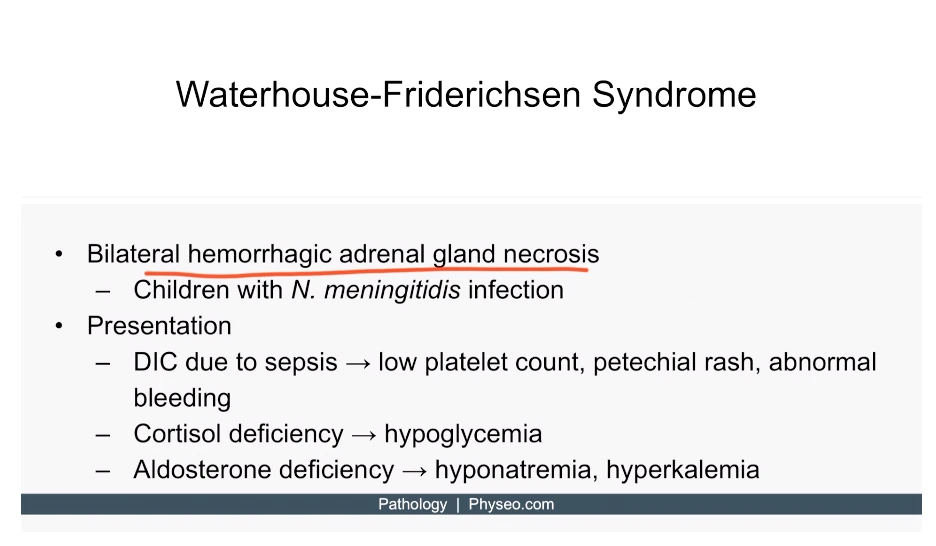 Waterhouse-Friderichsen Syndrome
• Bilateral hemorrhagic adrenal gland necrosis
– Children with N. meningitidis infection
• Presentation
– DIC due to sepsis → low platelet count, petechial rash, abnormal
bleeding
– Cortisol deficiency → hypoglycemia
– Aldosterone deficiency → hyponatremia, hyperkalemia
Pathology | Physeo.com